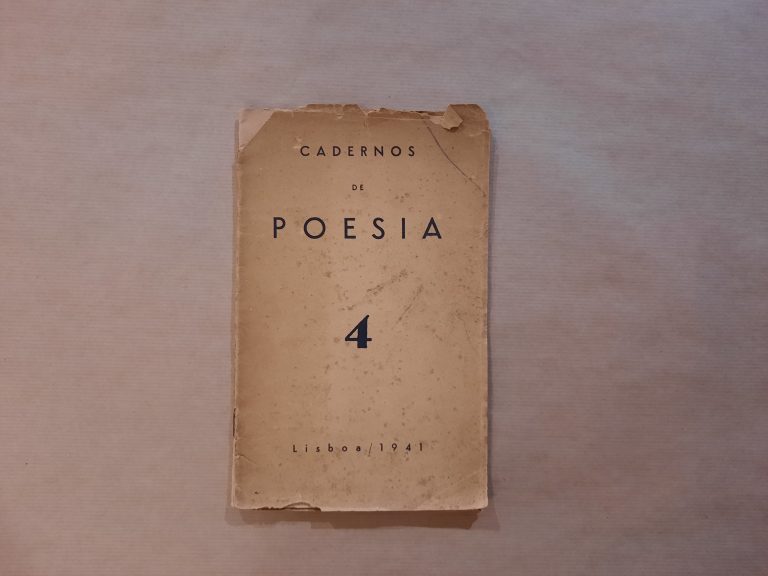 CADERNOS
DE
POESIA
4
Lisboa/1941